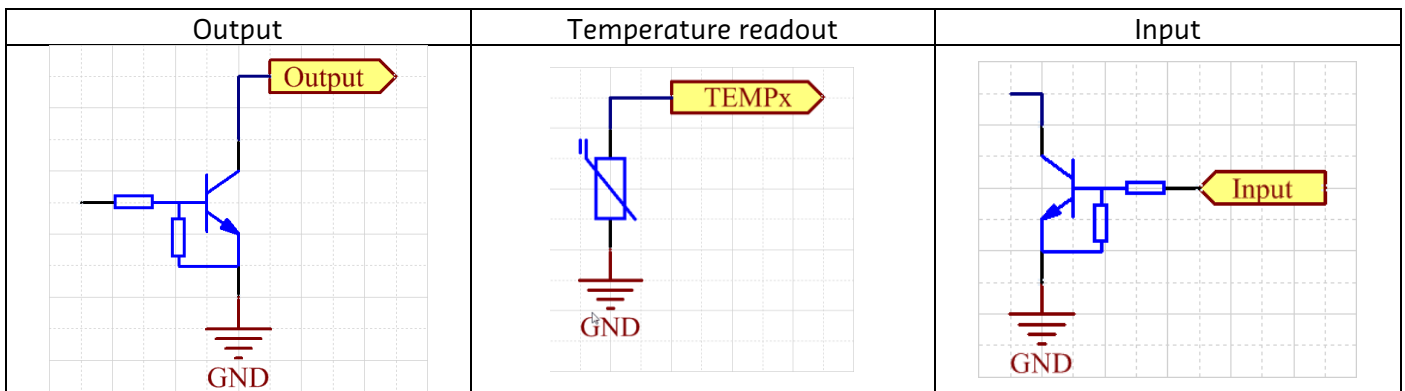 Output
Temperature readout
Input
Output
GND
TEMPx
GND
Input
GND